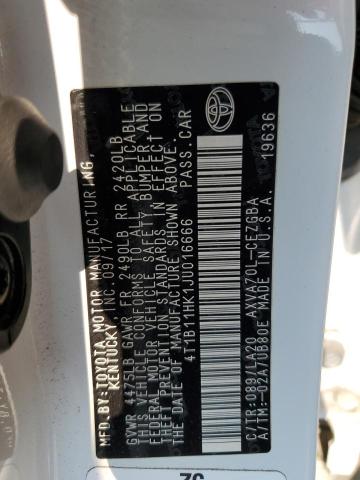 MFD.BY:TOYOTA MOTOR MANUFACTURING,
KENTUCKY, INC. 09/17
GVWR 4475LB GAWR FR 2490LB RR 2420LB
THIS VEHICLE CONFORMS TO ALL APPLICABLE
FEDERAL MOTOR VEHICLE SAFETY, BUMPER, AND
THEFT PREVENTION STANDARDS IN EFFECT ON
THE DATE OF MANUFACTURE SHOWN ABOVE.
4T1B11HK1JU016666 PASS.CAR
C/TR:089/LA20 AXVA70L-CEZGBA
A/TM:-02A/UB80E MADE IN U.S.A. 19636